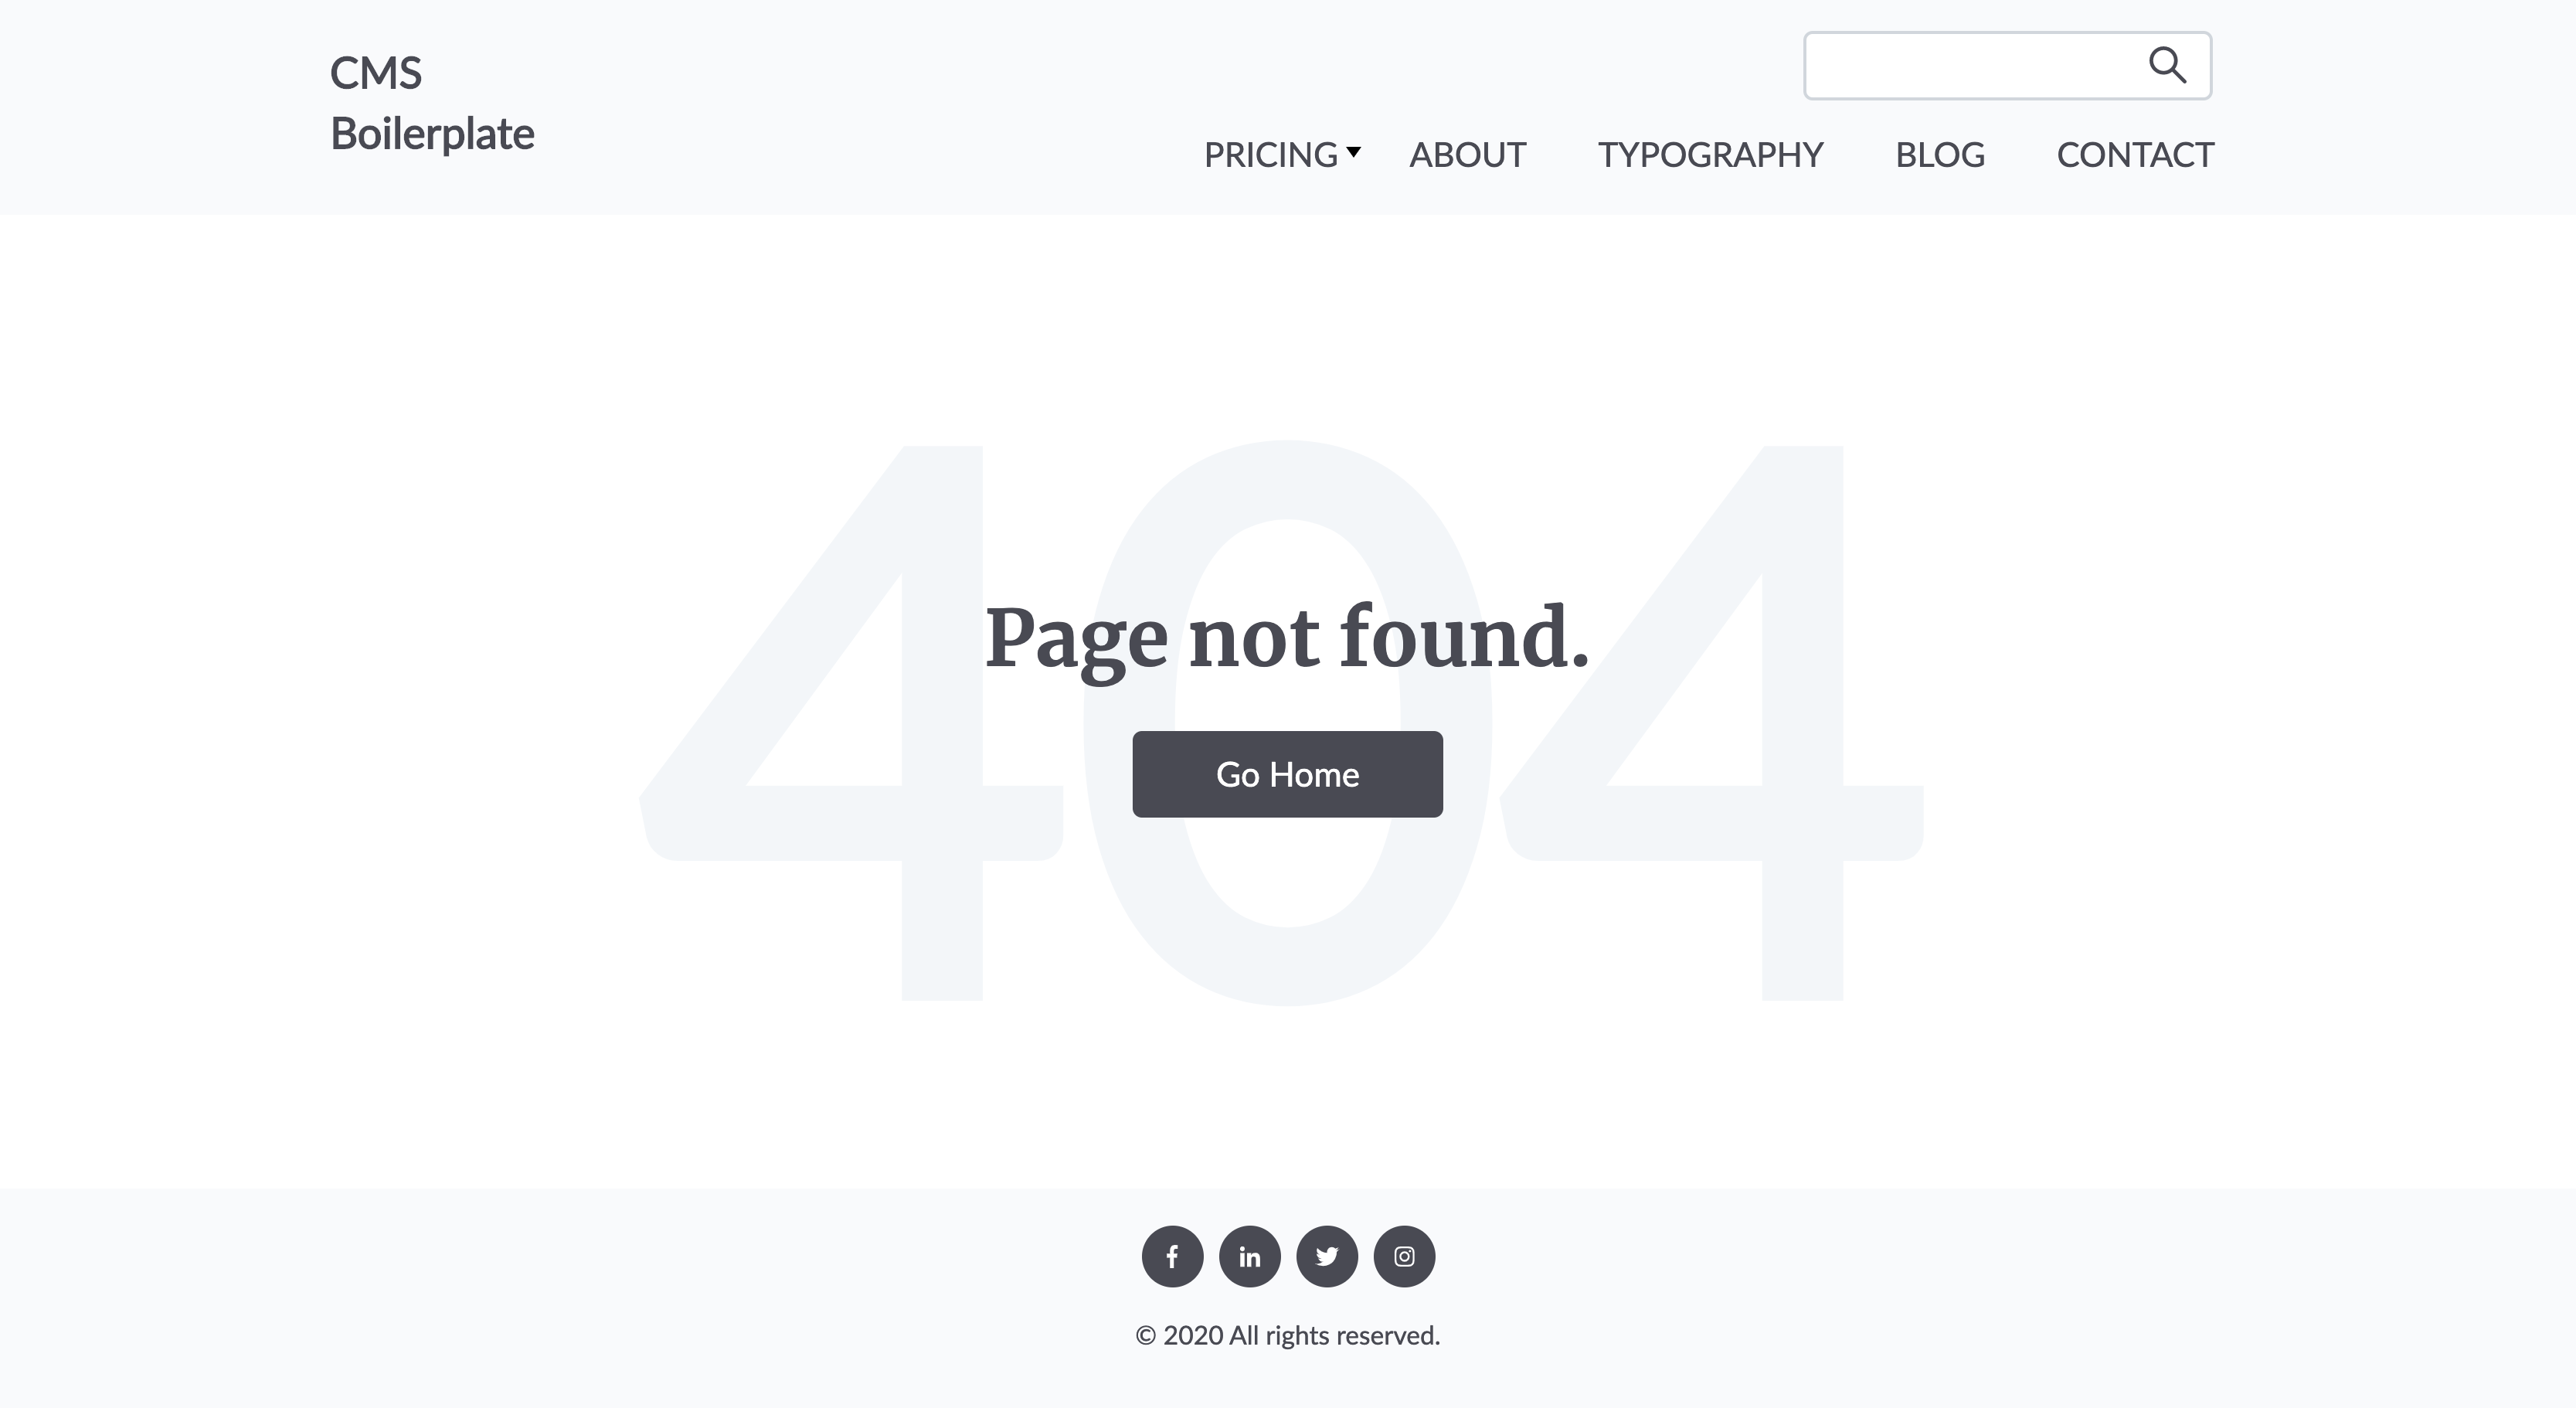 CMS
Boilerplate
PRICING ABOUT TYPOGRAPHY BLOG CONTACT
404
Page not found.
Go Home
© 2020 All rights reserved.